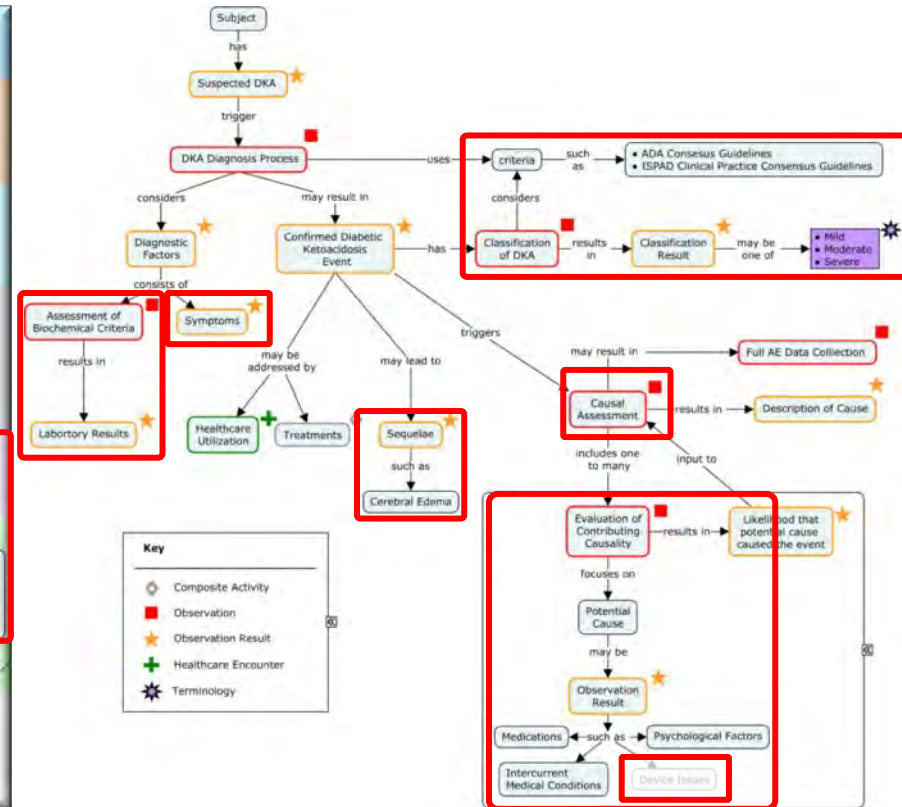 Subject
has
Suspected DKA
trigger
DKA Diagnosis Process
uses
criteria
such
as
▪ ADA Consesus Guidelines
▪ ISPAD Clinical Practice Consensus Guidelines
considers
may result in
considers
Diagnostic
Factors
Confirmed Diabetic
Ketoacidosis
Event
has
Classification
of DKA
results
in
Classification
Result
may be
one of
▪ Mild
▪ Moderate
▪ Severe
consists of
Assessment of
Biochemical Criteria
Symptoms
results in
Labortory Results
may be
addressed by
may lead to
triggers
Healthcare
Utilization
Treatments
Sequelae
such as
Cerebral Edema
may result in
Full AE Data Colllection
Causal
Assessment
results in
Description of Cause
includes one
to many
input to
Evaluation of
Contributing
Causality
results in
Likelihood that
potential cause
caused the event
focuses on
Potential
Cause
may be
Observation
Result
Medications
such as
Psychological Factors
Intercurrent
Medical Conditions
Device Issues
Key
Composite Activity
Observation
Observation Result
Healthcare Encounter
Terminology